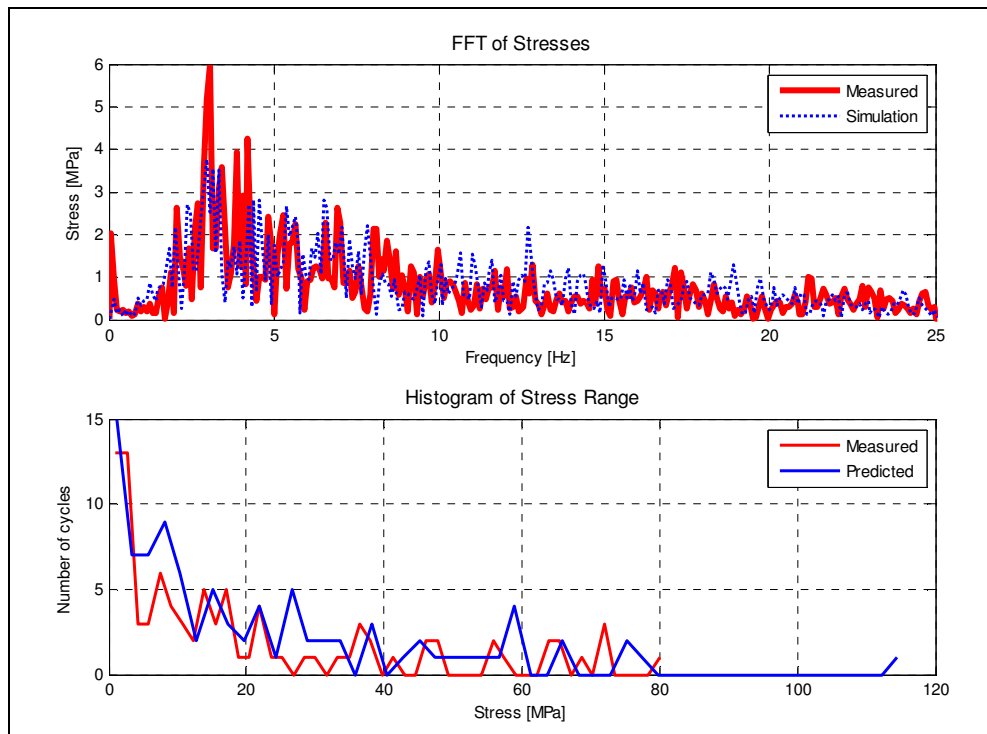 FFT of Stresses
6
5
4
3
2
1
0
Stress [MPa]
Measured
Simulation
0 5 10 15 20 25
Frequency [Hz]
Histogram of Stress Range
15
10
5
0
Number of cycles
Measured
Predicted
0 20 40 60 80 100 120
Stress [MPa]